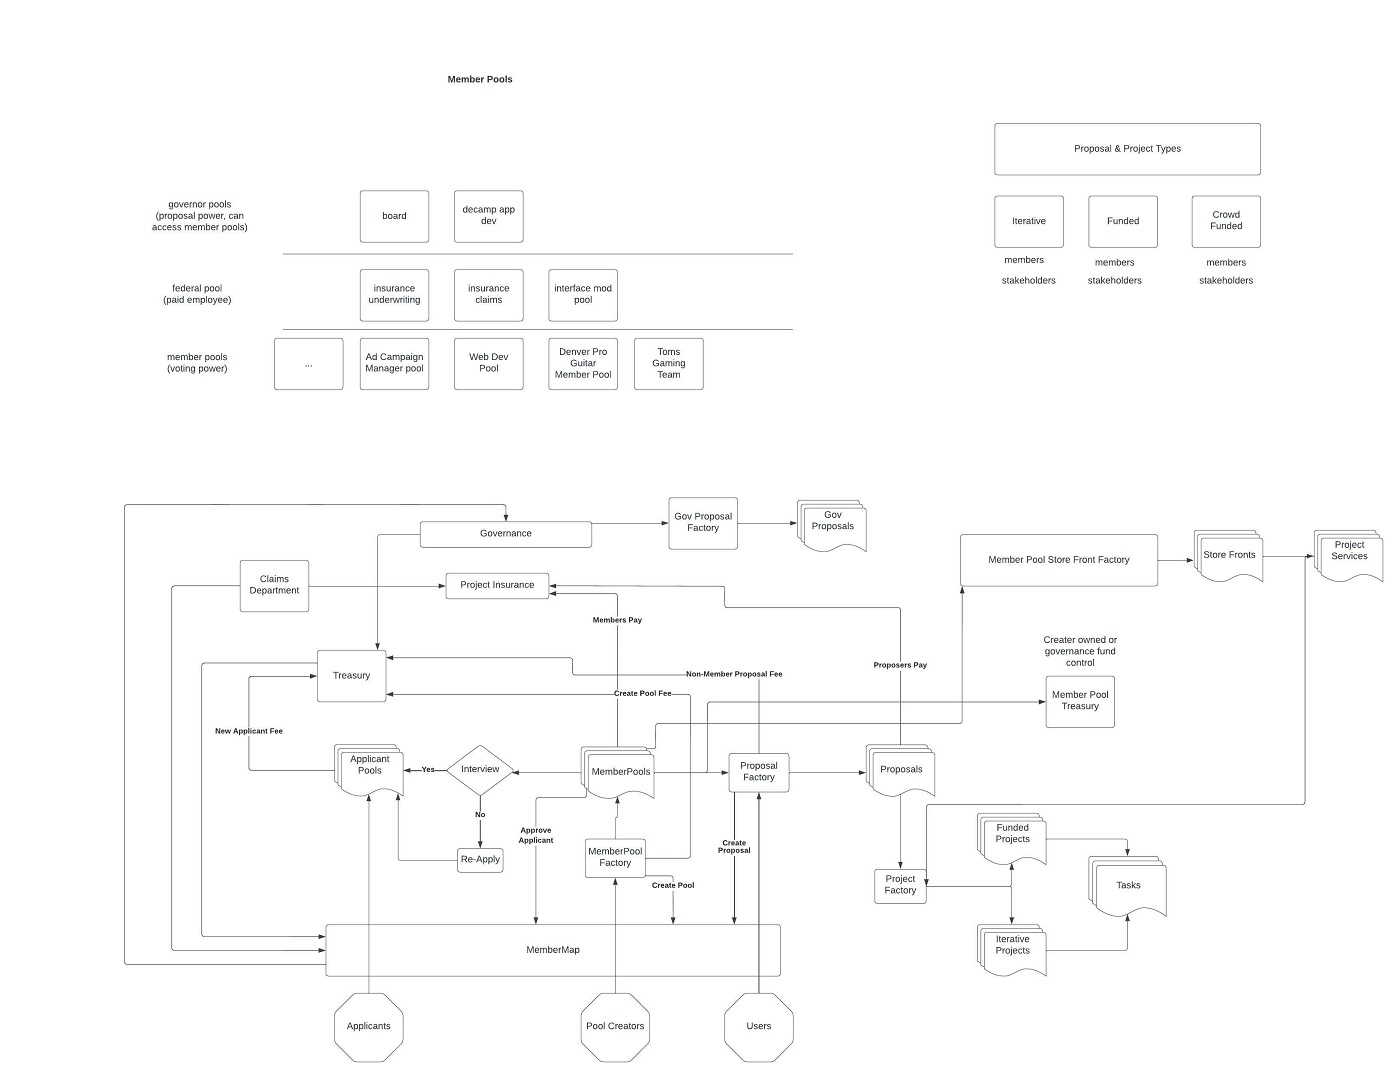 Member Pools
Proposal & Project Types
governor pools
(proposal power, can
access member pools)
board
decamp app
dev
Iterative
Funded
Crowd
Funded
members
members
members
stakeholders
stakeholders
stakeholders
federal pool
(paid employee)
insurance
underwriting
insurance
claims
interface mod
pool
member pools
(voting power)
...
Ad Campaign
Manager pool
Web Dev
Pool
Denver Pro
Guitar
Member Pool
Toms
Gaming
Team
Governance
Gov Proposal
Factory
Gov
Proposals
Member Pool Store Front Factory
Store Fronts
Project
Services
Claims
Department
Project Insurance
Members Pay
Creater owned or
governance fund
control
Proposers Pay
Treasury
Non-Member Proposal Fee
Create Pool Fee
Member Pool
Treasury
New Applicant Fee
Applicant
Pools
Yes
Interview
MemberPools
Proposal
Factory
Proposals
No
Approve
Applicant
Create
Proposal
Funded
Projects
Re-Apply
MemberPool
Factory
Create Pool
Project
Factory
Tasks
MemberMap
Iterative
Projects
Applicants
Pool Creators
Users